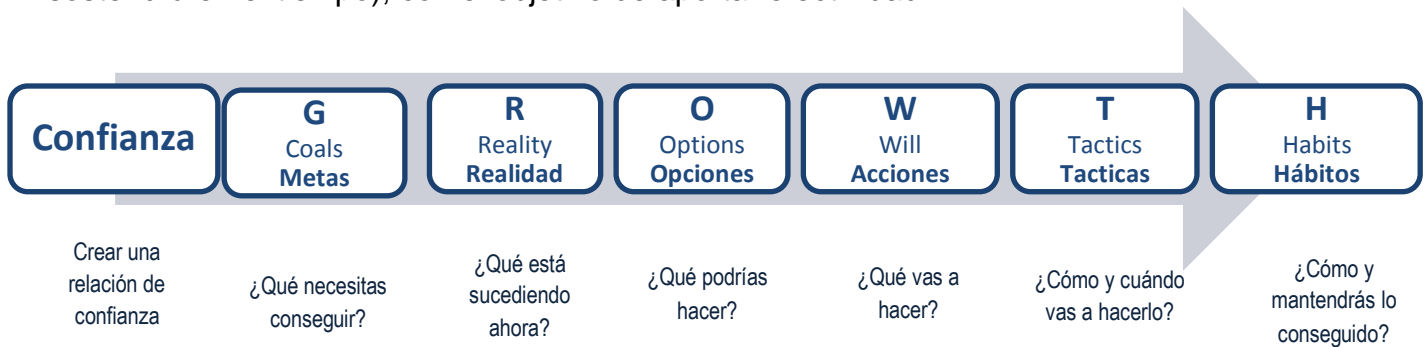 Confianza
G
Coals
Metas
R
Reality
Realidad
O
Options
Opciones
W
Will
Acciones
T
Tactics
Tacticas
H
Habits
Hábitos
Crear una
relación de
confianza
¿Qué necesitas
conseguir?
¿Qué está
sucediendo
ahora?
¿Qué podrías
hacer?
¿Qué vas a
hacer?
¿Cómo y cuándo
vas a hacerlo?
¿Cómo y
mantendrás lo
conseguido?